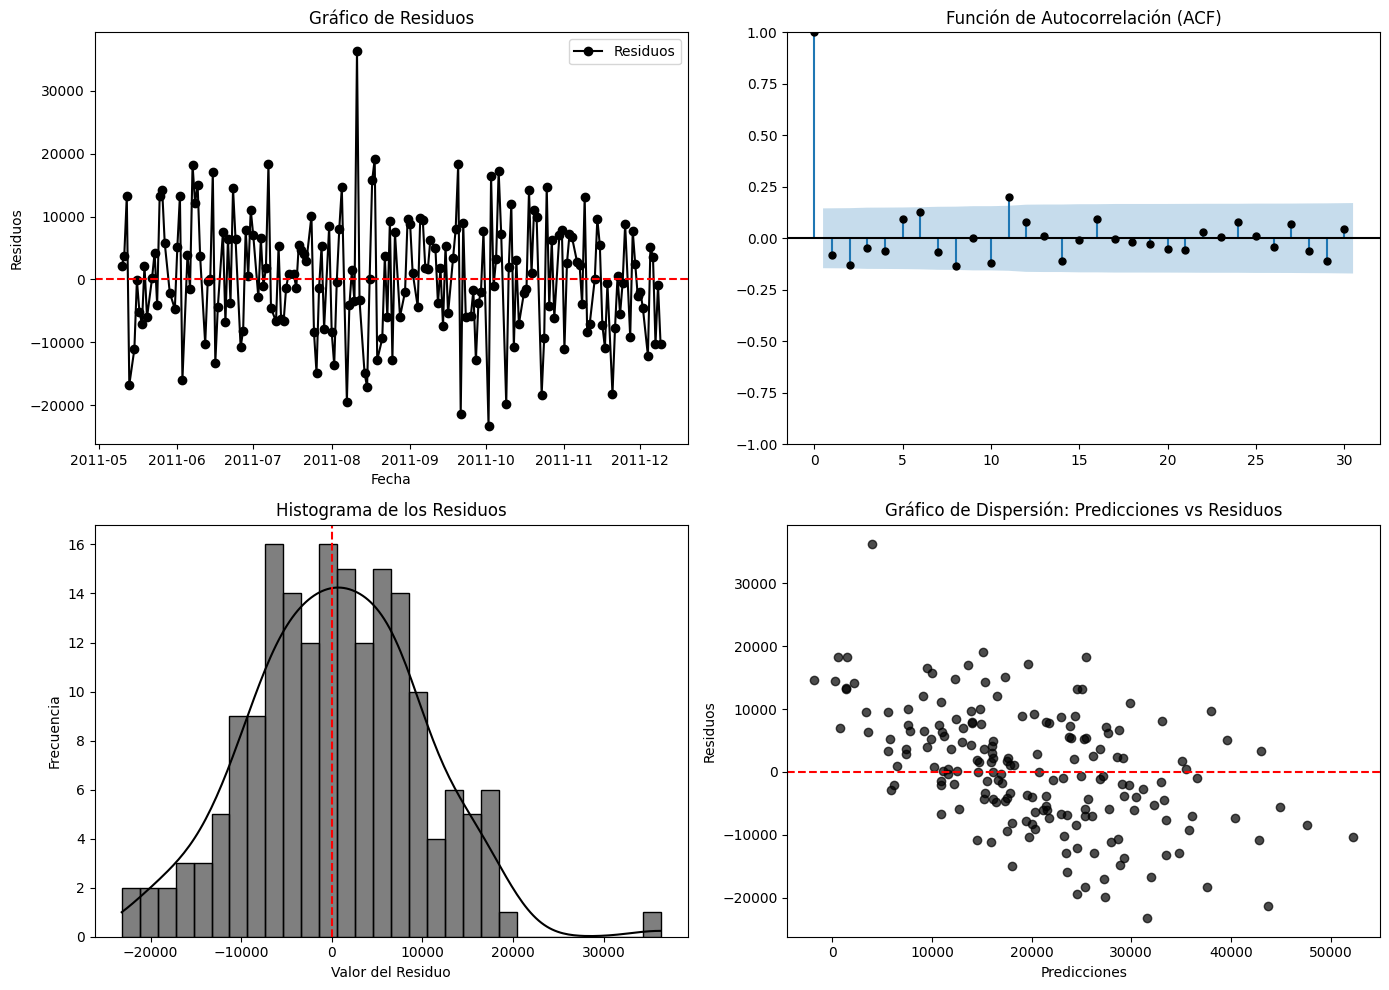 Gráfico de Residuos
Residuos
30000
20000
10000
0
−10000
−20000
Residuos
2011-05 2011-06 2011-07 2011-08 2011-09 2011-10 2011-11 2011-12
Fecha
Función de Autocorrelación (ACF)
1.00
0.75
0.50
0.25
0.00
−0.25
−0.50
−0.75
−1.00
0 5 10 15 20 25 30
Histograma de los Residuos
16
14
12
10
8
6
4
2
0
Frecuencia
−20000 −10000 0 10000 20000 30000
Valor del Residuo
Gráfico de Dispersión: Predicciones vs Residuos
30000
20000
10000
0
−10000
−20000
Residuos
0 10000 20000 30000 40000 50000
Predicciones